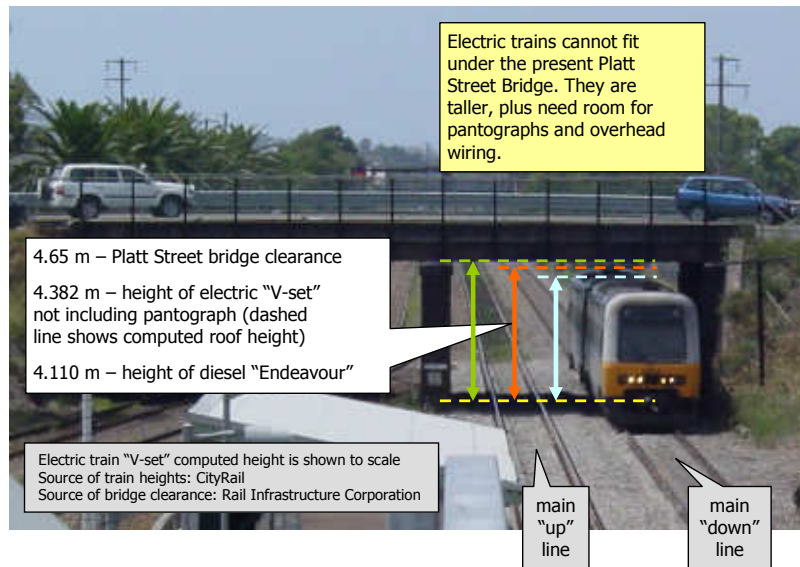 Electric trains cannot fit
under the present Platt
Street Bridge. They are
taller, plus need room for
pantographs and overhead
wiring.
4.65 m – Platt Street bridge clearance
4.382 m – height of electric “V-set”
not including pantograph (dashed
line shows computed roof height)
4.110 m – height of diesel “Endeavour”
Electric train “V-set” computed height is shown to scale
Source of train heights: CityRail
Source of bridge clearance: Rail Infrastructure Corporation
main
“up”
line
main
“down”
line